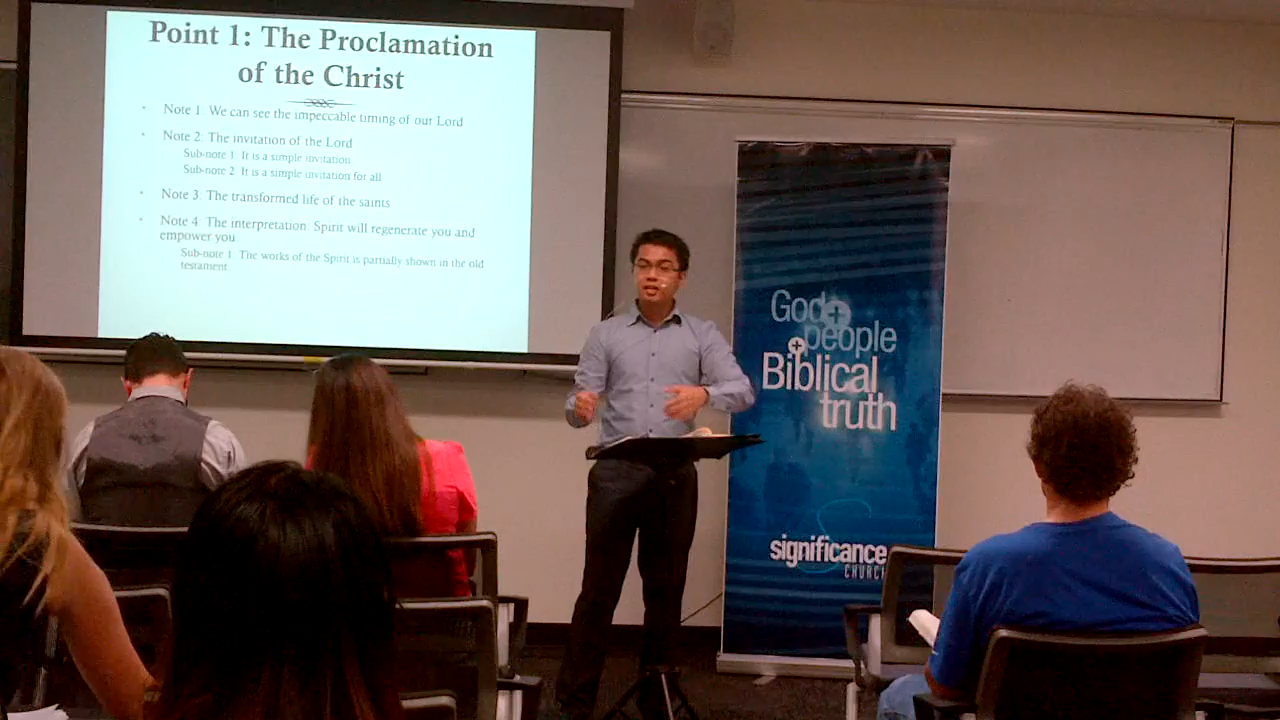 Point 1: The Proclamation
of the Christ
Note 1: We can see the impeccable timing of our Lord
Note 2: The invitation of the Lord
Sub-note 1: It is a simple invitation
Sub-note 2: It is a simple invitation for all
Note 3: The transformed life of the saints
Note 4: The interpretation: Spirit will regenerate you and
empower you
Sub-note 1: The works of the Spirit is partially shown in the old
testament
God+
people
+
Biblical
truth
significance
CHURCH